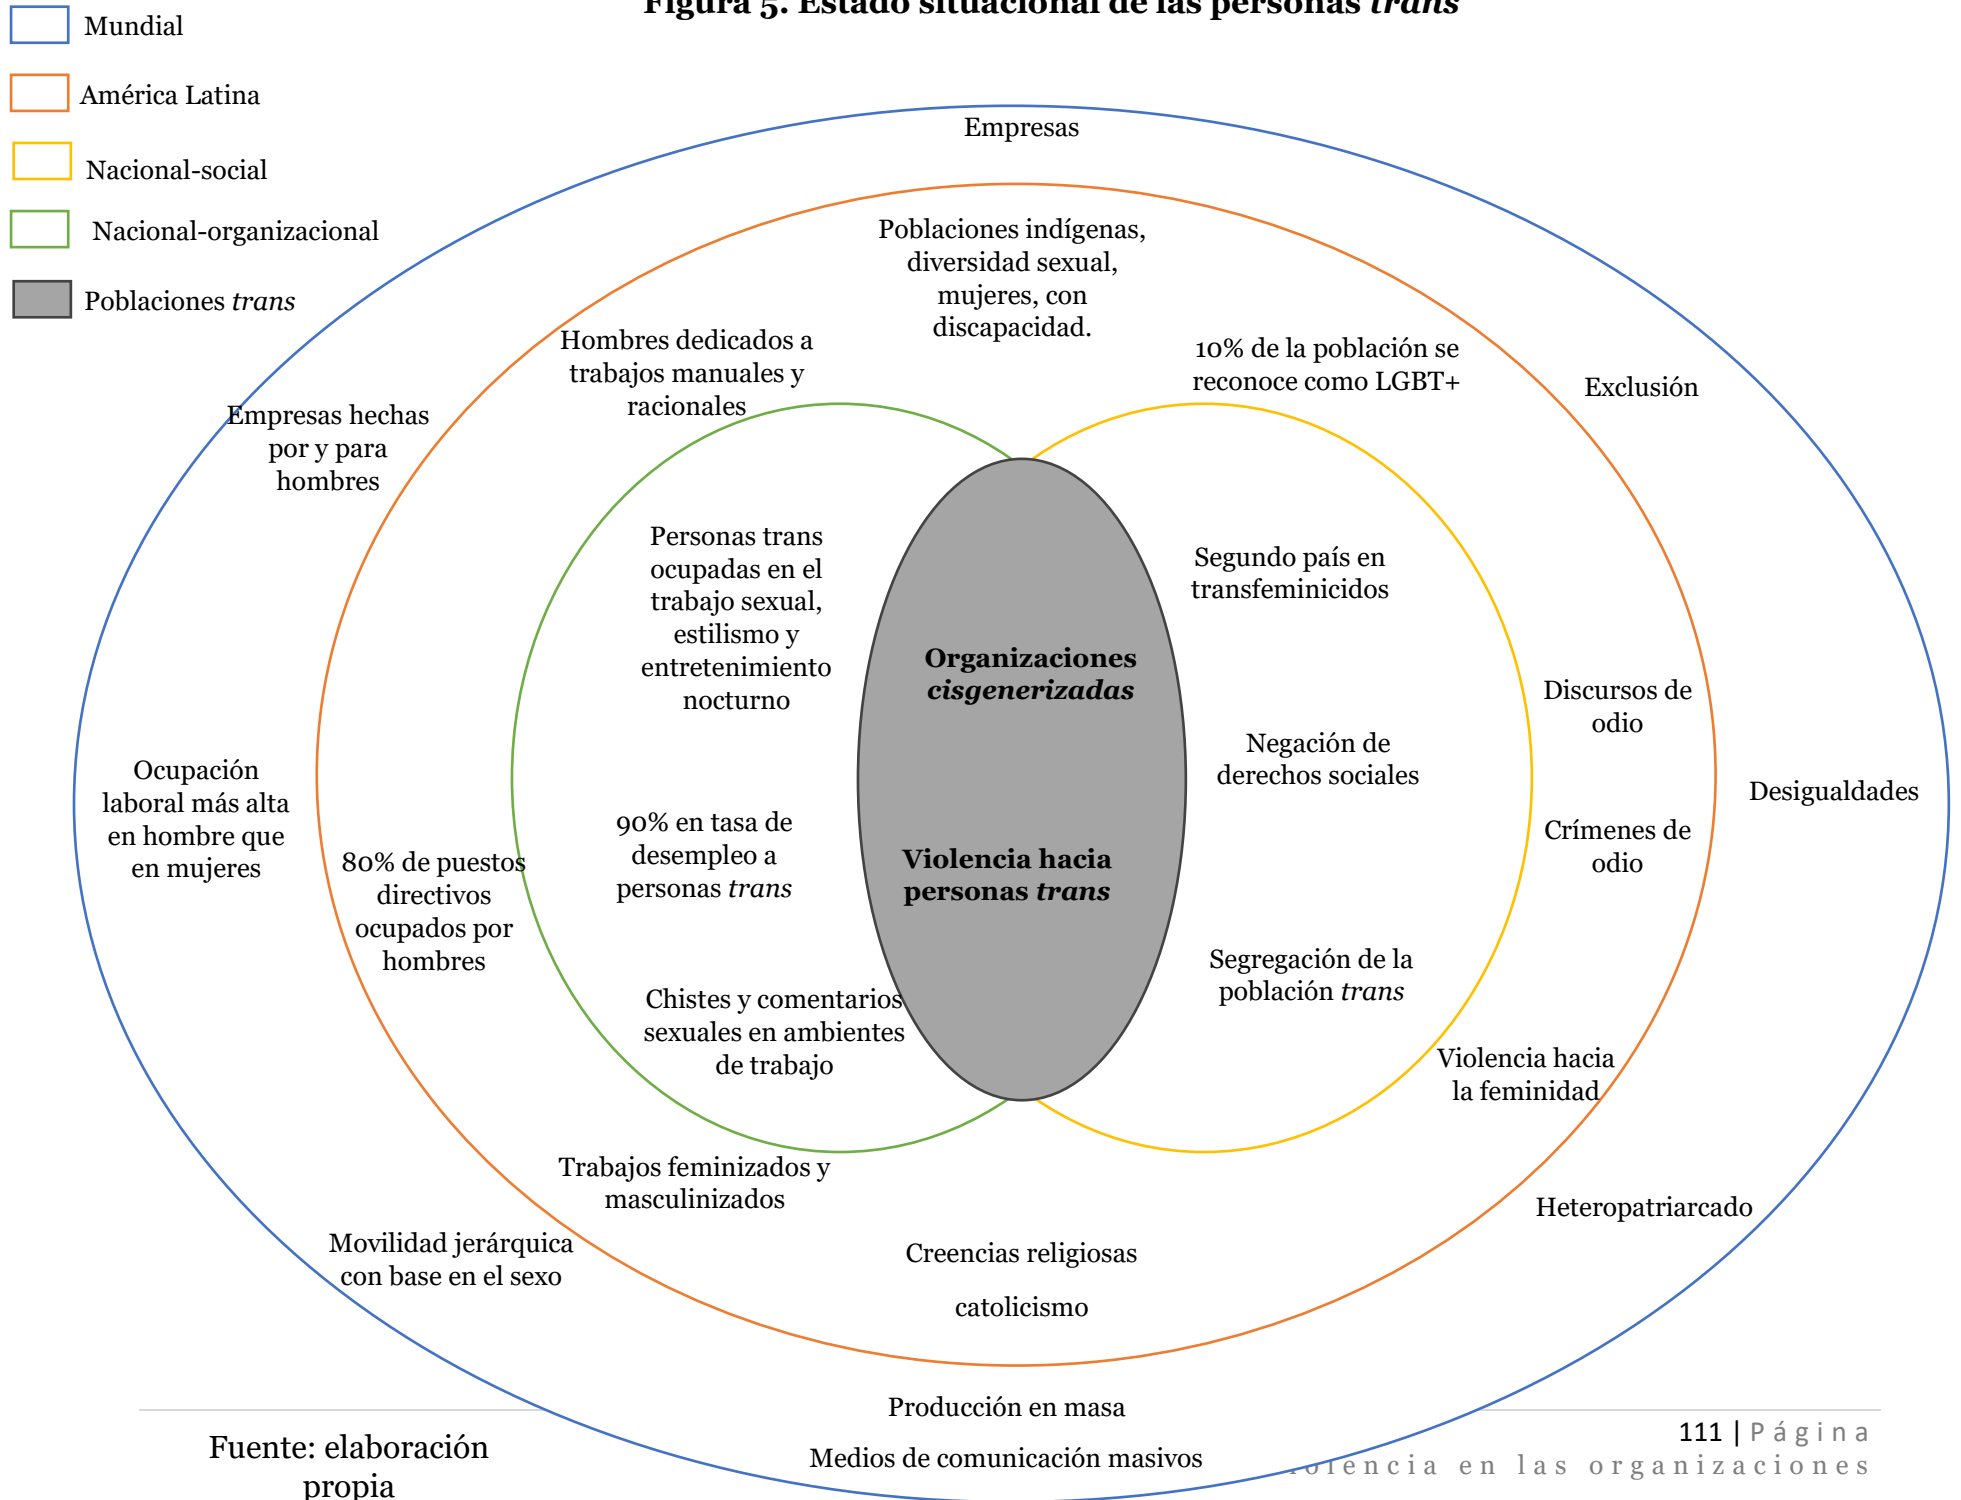 Figura 5. Estado situacional de las personas trans
Mundial
América Latina
Nacional-social
Nacional-organizacional
Poblaciones trans
Empresas
Poblaciones indígenas,
diversidad sexual,
mujeres, con
discapacidad.
Hombres dedicados a
trabajos manuales y
racionales
10% de la población se
reconoce como LGBT+
Exclusión
Empresas hechas
por y para
hombres
Personas trans
ocupadas en el
trabajo sexual,
estilismo y
entretenimiento
nocturno
Segundo país en
transfeminicidos
Organizaciones
cisgenerizadas
Discursos de
odio
Negación de
derechos sociales
Ocupación
laboral más alta
en hombre que
en mujeres
Desigualdades
90% en tasa de
desempleo a
personas trans
Crímenes de
odio
80% de puestos
directivos
ocupados por
hombres
Violencia hacia
personas trans
Segregación de la
población trans
Chistes y comentarios
sexuales en ambientes
de trabajo
Violencia hacia
la feminidad
Trabajos feminizados y
masculinizados
Heteropatriarcado
Movilidad jerárquica
con base en el sexo
Creencias religiosas
catolicismo
Producción en masa
Medios de comunicación masivos
Fuente: elaboración
propia
111 | Página
en las organizaciones